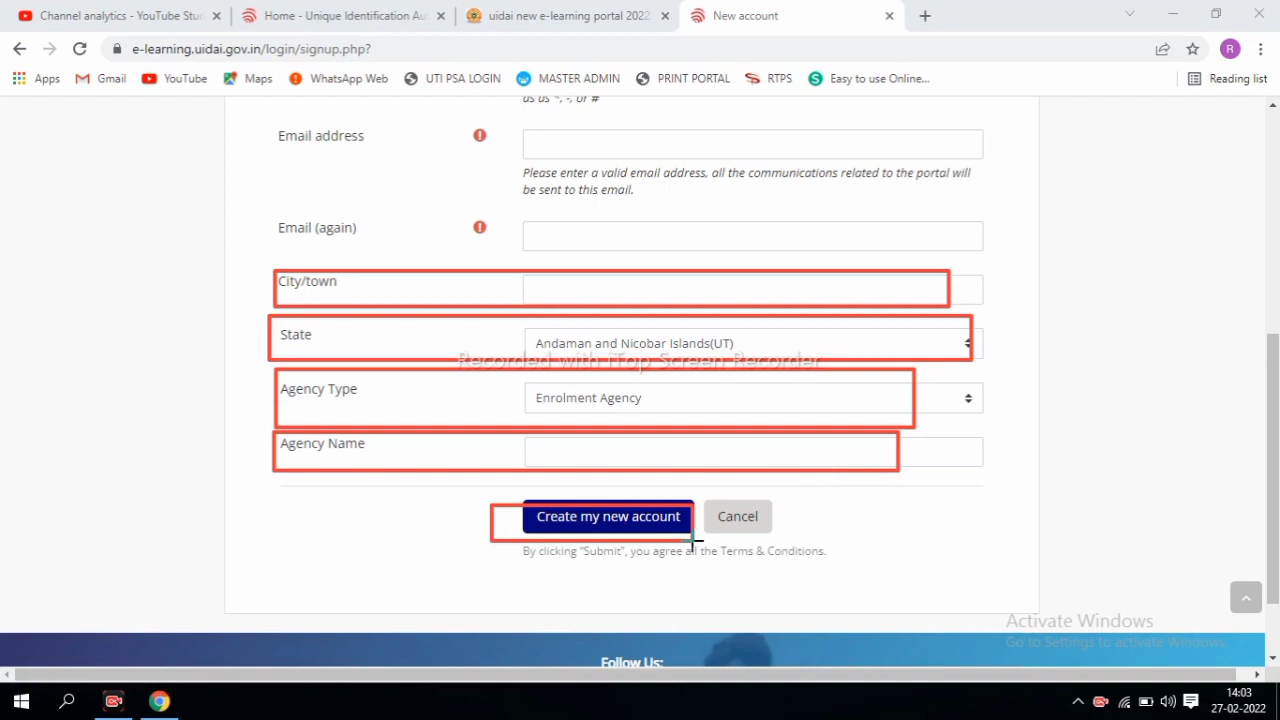 Channel analytics - YouTube Stud
Home - Unique Identification Aut
uidai new e-learning portal 2022
New account
e-learning.uidai.gov.in/login/signup.php?
R
Apps
Gmail
YouTube
Maps
WhatsApp Web
UTI PSA LOGIN
MASTER ADMIN
PRINT PORTAL
RTPS
Easy to use Online...
Reading list
us as *, -, or #
Email address
Please enter a valid email address, all the communications related to the portal will
be sent to this email.
Email (again)
City/town
State
Andaman and Nicobar Islands(UT)
Recorded with iTop Screen Recorder
Agency Type
Enrolment Agency
Agency Name
Create my new account
Cancel
By clicking “Submit”, you agree all the Terms & Conditions.
Activate Windows
Go to Settings to activate Windows.
Follow Us:
14:03
27-02-2022